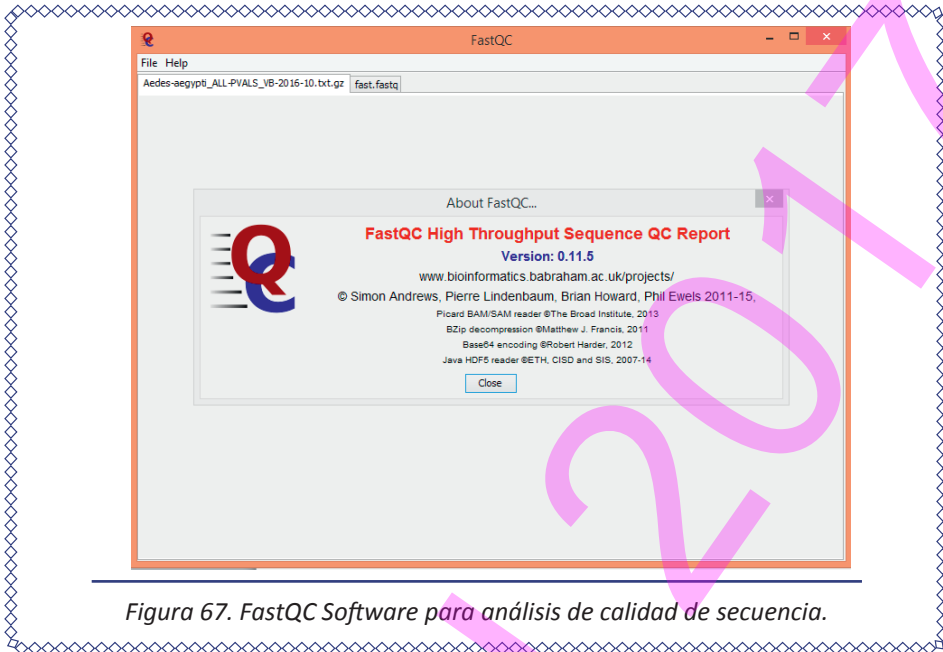 FastQC
File Help
Aedes-aegypti_ALL-PVALS_VB-2016-10.txt.gz fast.fastq
About FastQC...
FastQC High Throughput Sequence QC Report
Version: 0.11.5
www.bioinformatics.babraham.ac.uk/projects/
© Simon Andrews, Pierre Lindenbaum, Brian Howard, Phil Ewels 2011-15,
Picard BAM/SAM reader ©The Broad Institute, 2013
BZip decompression ©Matthew J. Francis, 2011
Base64 encoding ©Robert Harder, 2012
Java HDF5 reader ©ETH, CISD and SIS, 2007-14
Close
Figura 67. FastQC Software para análisis de calidad de secuencia.
201